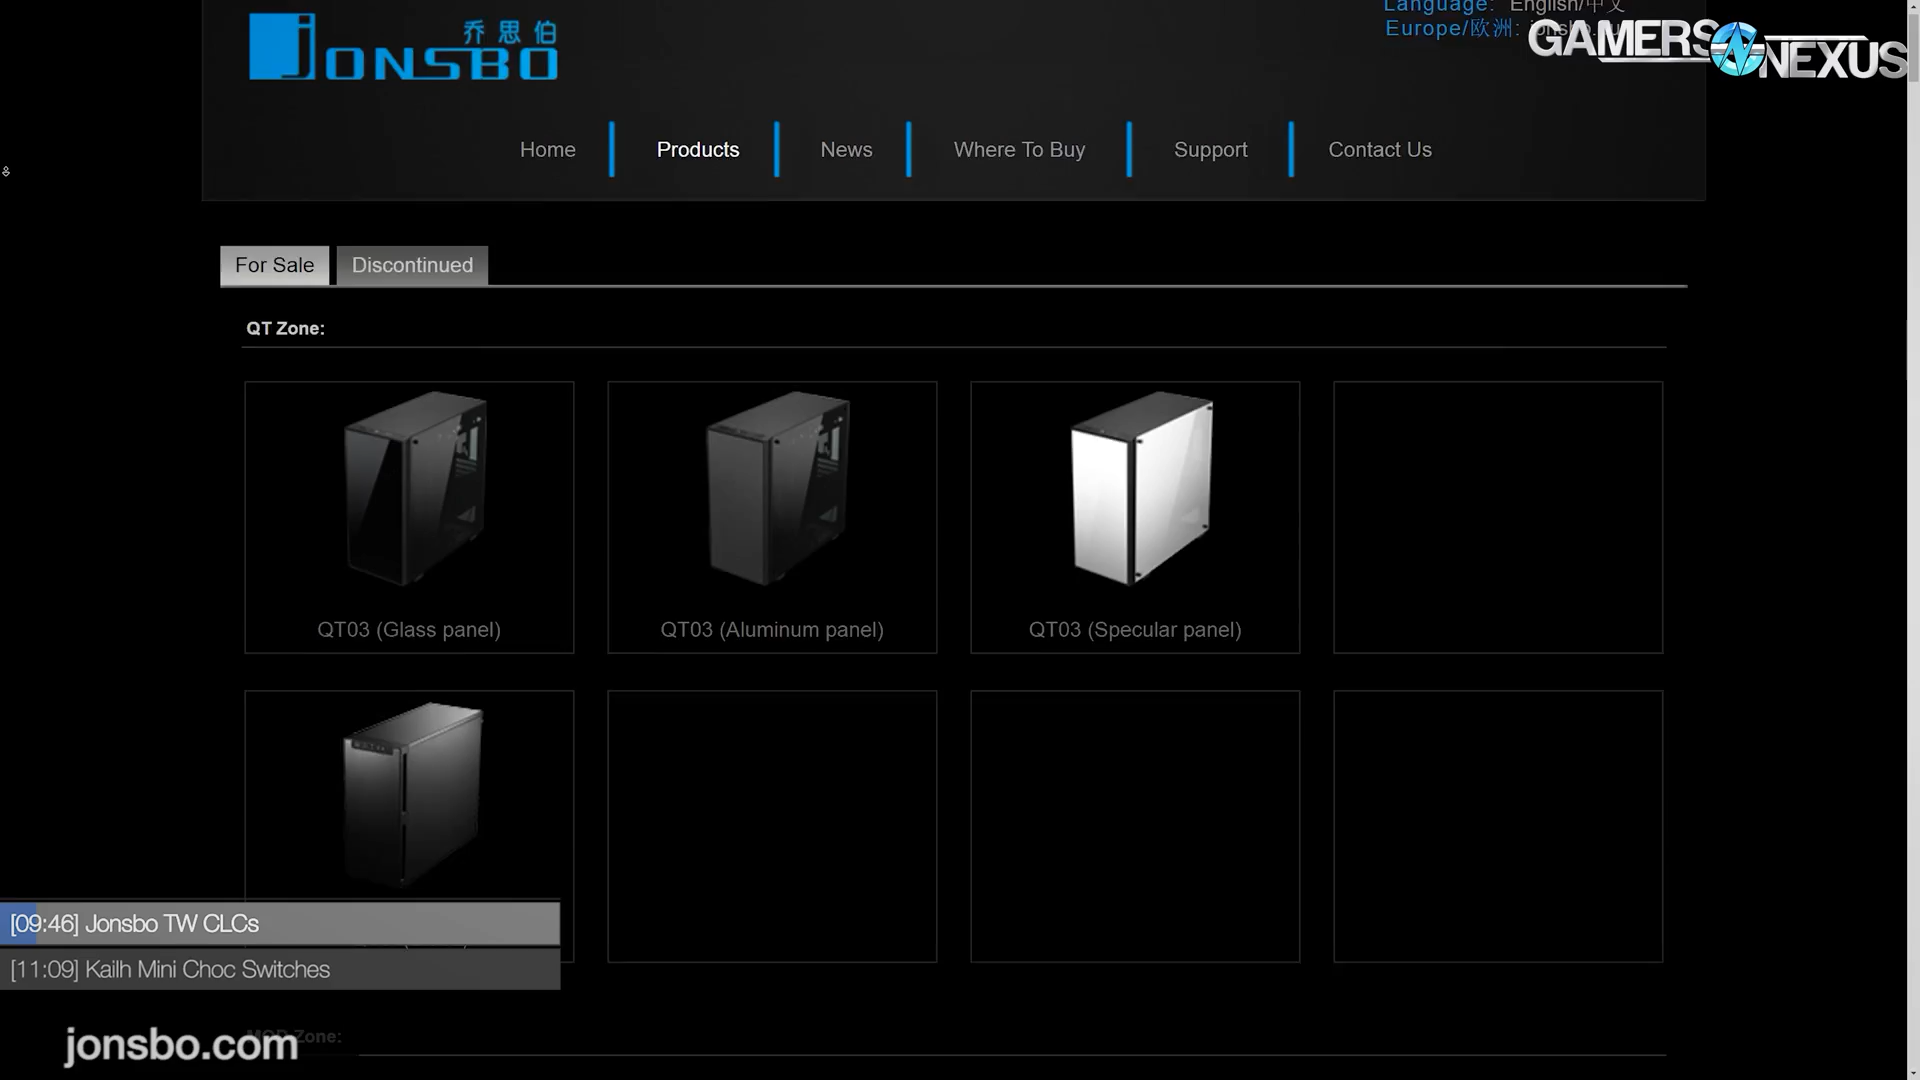 Language: English/中文
乔思伯
JONSBO
Europe/欧洲:
GAMERS NEXUS
Home
Products
News
Where To Buy
Support
Contact Us
For Sale
Discontinued
QT Zone:
QT03 (Glass panel)
QT03 (Aluminum panel)
QT03 (Specular panel)
[09:46] Jonsbo TW CLCs
[11:09] Kailh Mini Choc Switches
Zone:
jonsbo.com